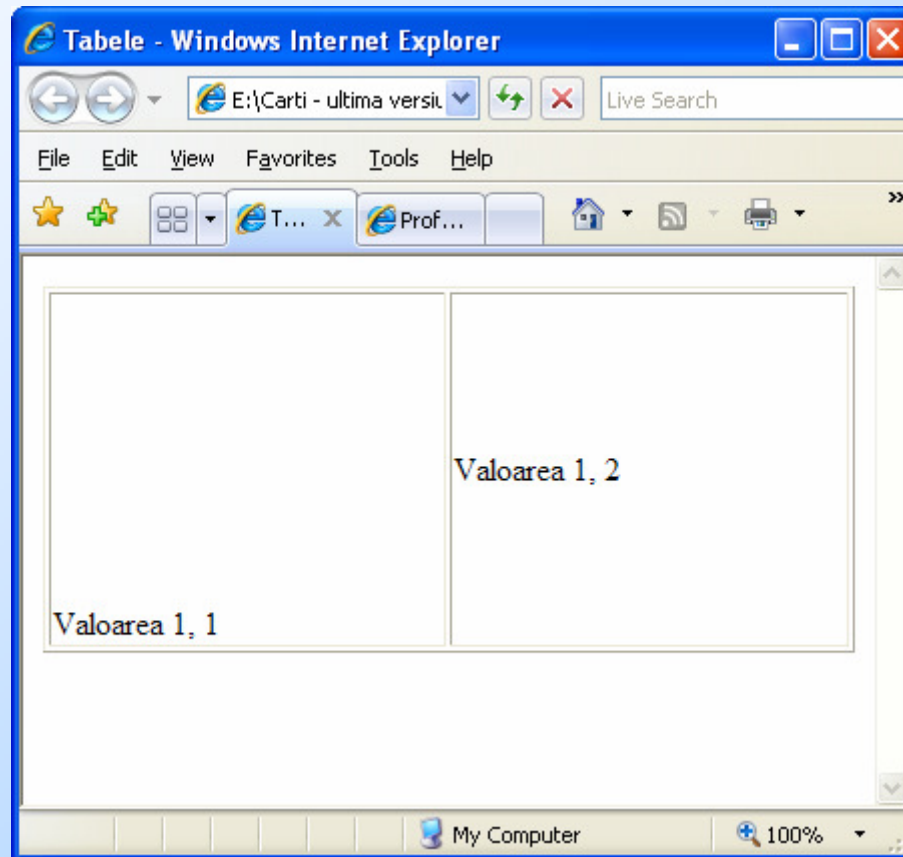 Tabele - Windows Internet Explorer
E:\Carti - ultima versiu
Live Search
File Edit View Favorites Tools Help
T... Prof...
Valoarea 1, 2
Valoarea 1, 1
My Computer 100%